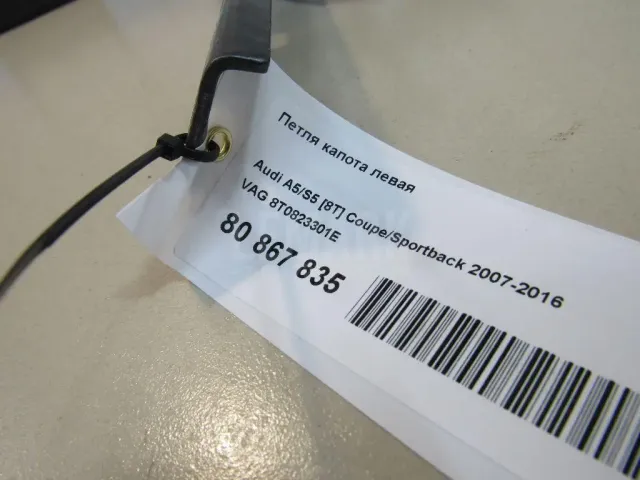 Петля капота левая
Audi A5/S5 [8T] Coupe/Sportback 2007-2016
VAG 8T0823301E
80 867 835